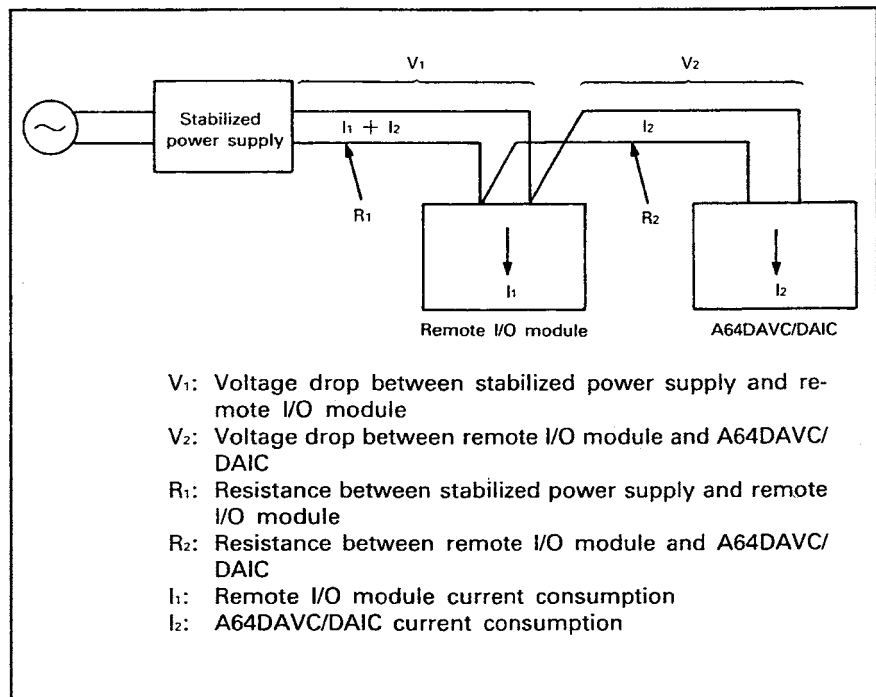 V₁
V₂
Stabilized
power supply
I₁ + I₂
I₂
R₁
R₂
I₁
I₂
Remote I/O module
A64DAVC/DAIC
V₁: Voltage drop between stabilized power supply and re-
mote I/O module
V₂: Voltage drop between remote I/O module and A64DAVC/
DAIC
R₁: Resistance between stabilized power supply and remote
I/O module
R₂: Resistance between remote I/O module and A64DAVC/
DAIC
I₁: Remote I/O module current consumption
I₂: A64DAVC/DAIC current consumption